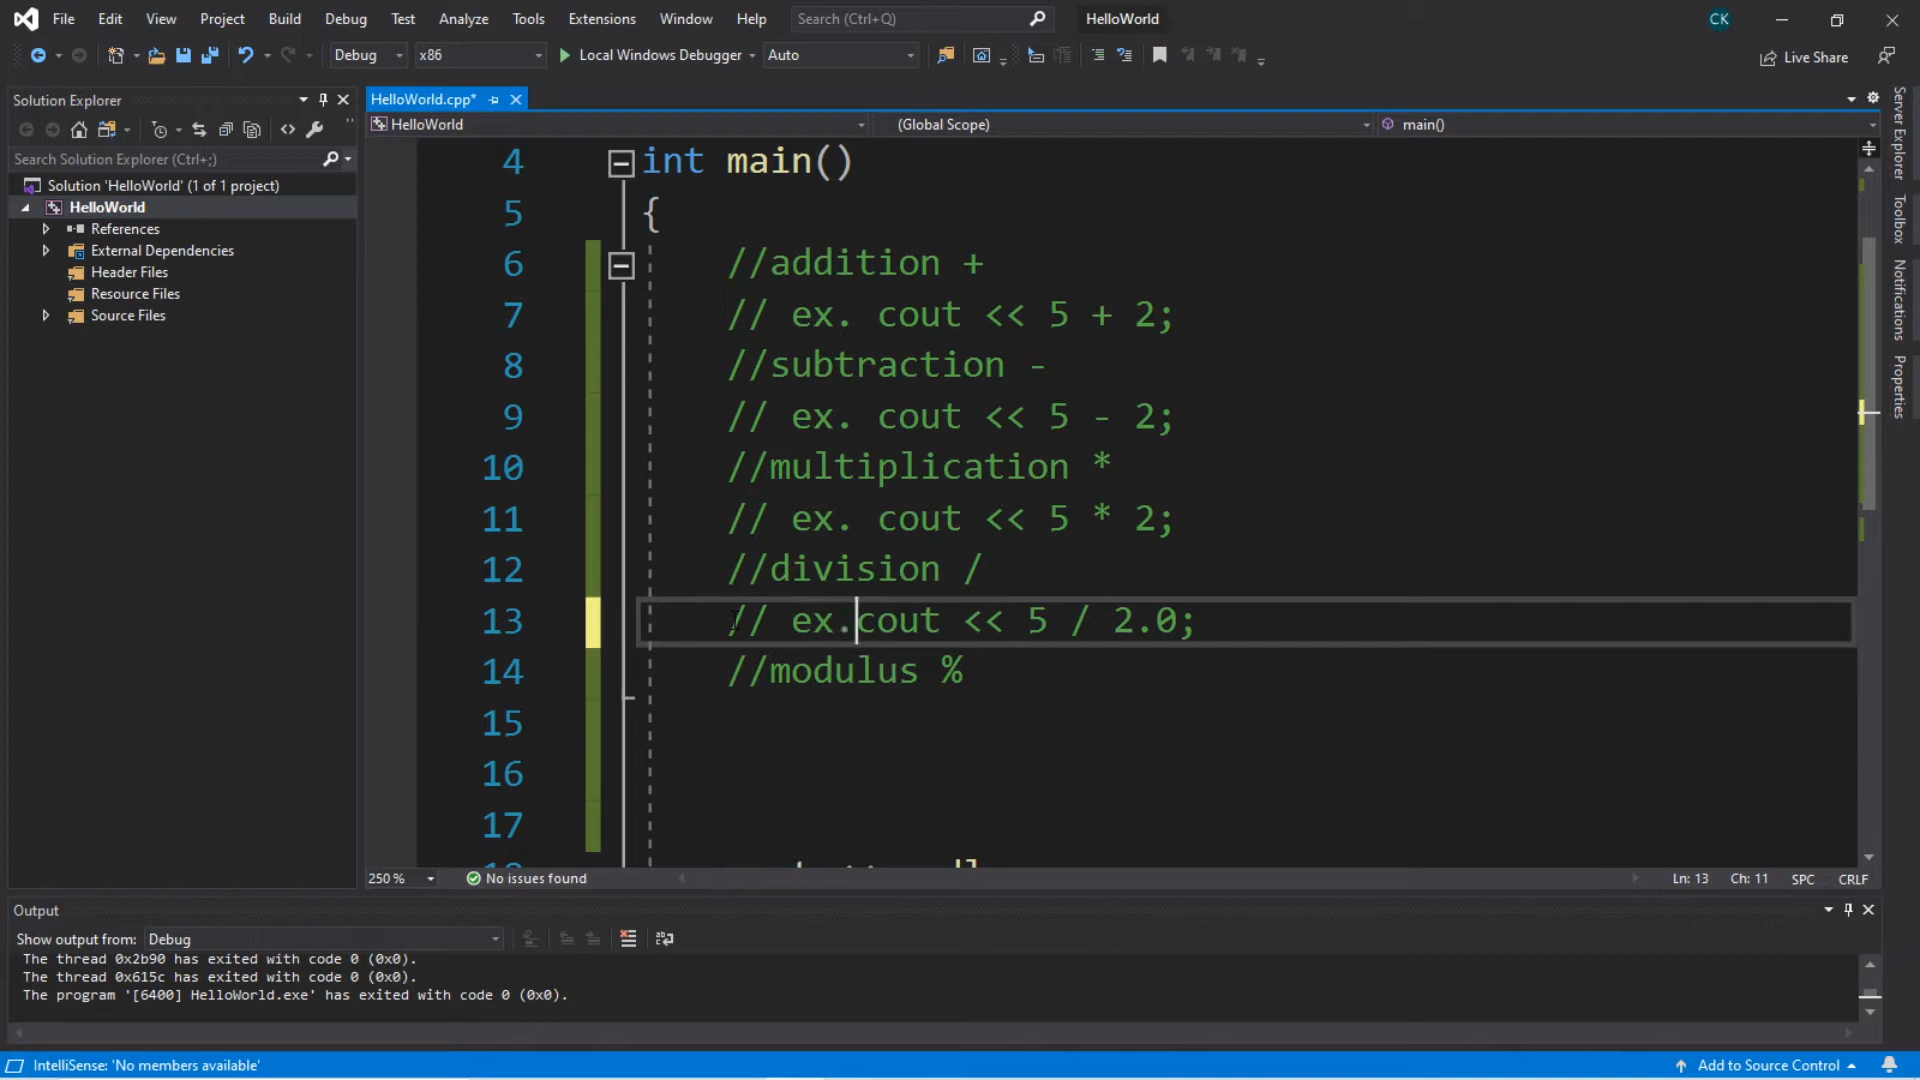 File Edit View Project Build Debug Test Analyze Tools Extensions Window Help Search (Ctrl+Q) HelloWorld CK
Debug x86 Local Windows Debugger Auto Live Share
Solution Explorer
Search Solution Explorer (Ctrl+;)
Solution 'HelloWorld' (1 of 1 project)
HelloWorld
References
External Dependencies
Header Files
Resource Files
Source Files
HelloWorld.cpp*
HelloWorld (Global Scope) main()
4 int main()
5 {
6 //addition +
7 // ex. cout << 5 + 2;
8 //subtraction -
9 // ex. cout << 5 - 2;
10 //multiplication *
11 // ex. cout << 5 * 2;
12 //division /
13 // ex.cout << 5 / 2.0;
14 //modulus %
15
16
17
250 % No issues found Ln: 13 Ch: 11 SPC CRLF
Server Explorer
Toolbox
Notifications
Properties
Output
Show output from: Debug
The thread 0x2b90 has exited with code 0 (0x0).
The thread 0x615c has exited with code 0 (0x0).
The program '[6400] HelloWorld.exe' has exited with code 0 (0x0).
IntelliSense: 'No members available' Add to Source Control